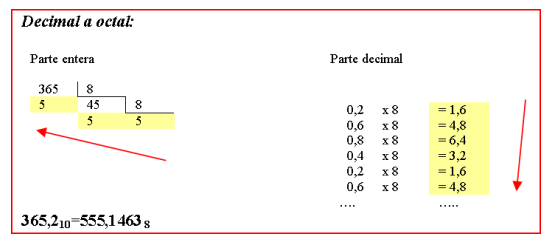 Decimal a octal:
Parte entera
Parte decimal
365 8
5 45 8
5 5
0,2 x 8 = 1,6
0,6 x 8 = 4,8
0,8 x 8 = 6,4
0,4 x 8 = 3,2
0,2 x 8 = 1,6
0,6 x 8 = 4,8
.... .....
365,2₁₀=555,1463₈